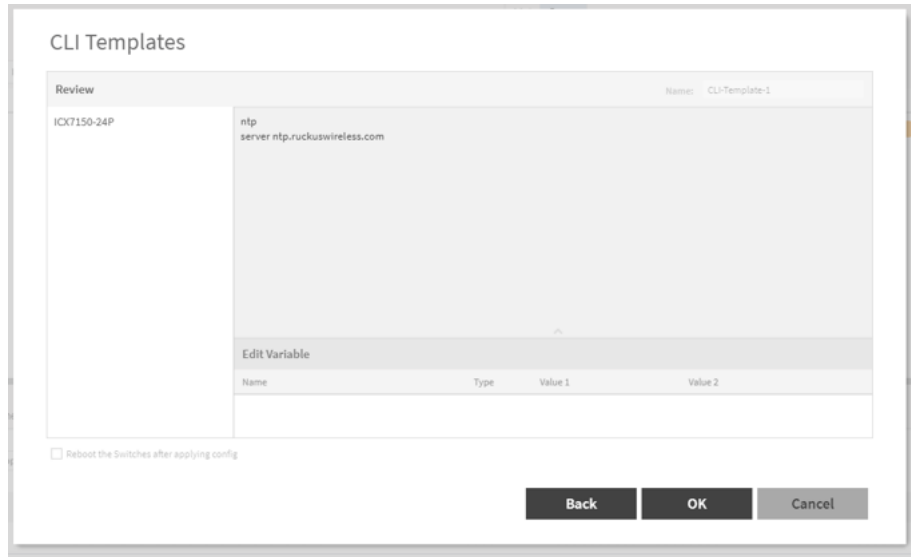 CLI Templates
Review
Name: CLI-Template-1
ICX7150-24P
ntp
server ntp.ruckuswireless.com
Edit Variable
Name Type Value 1 Value 2
Reboot the Switches after applying config
Back OK Cancel